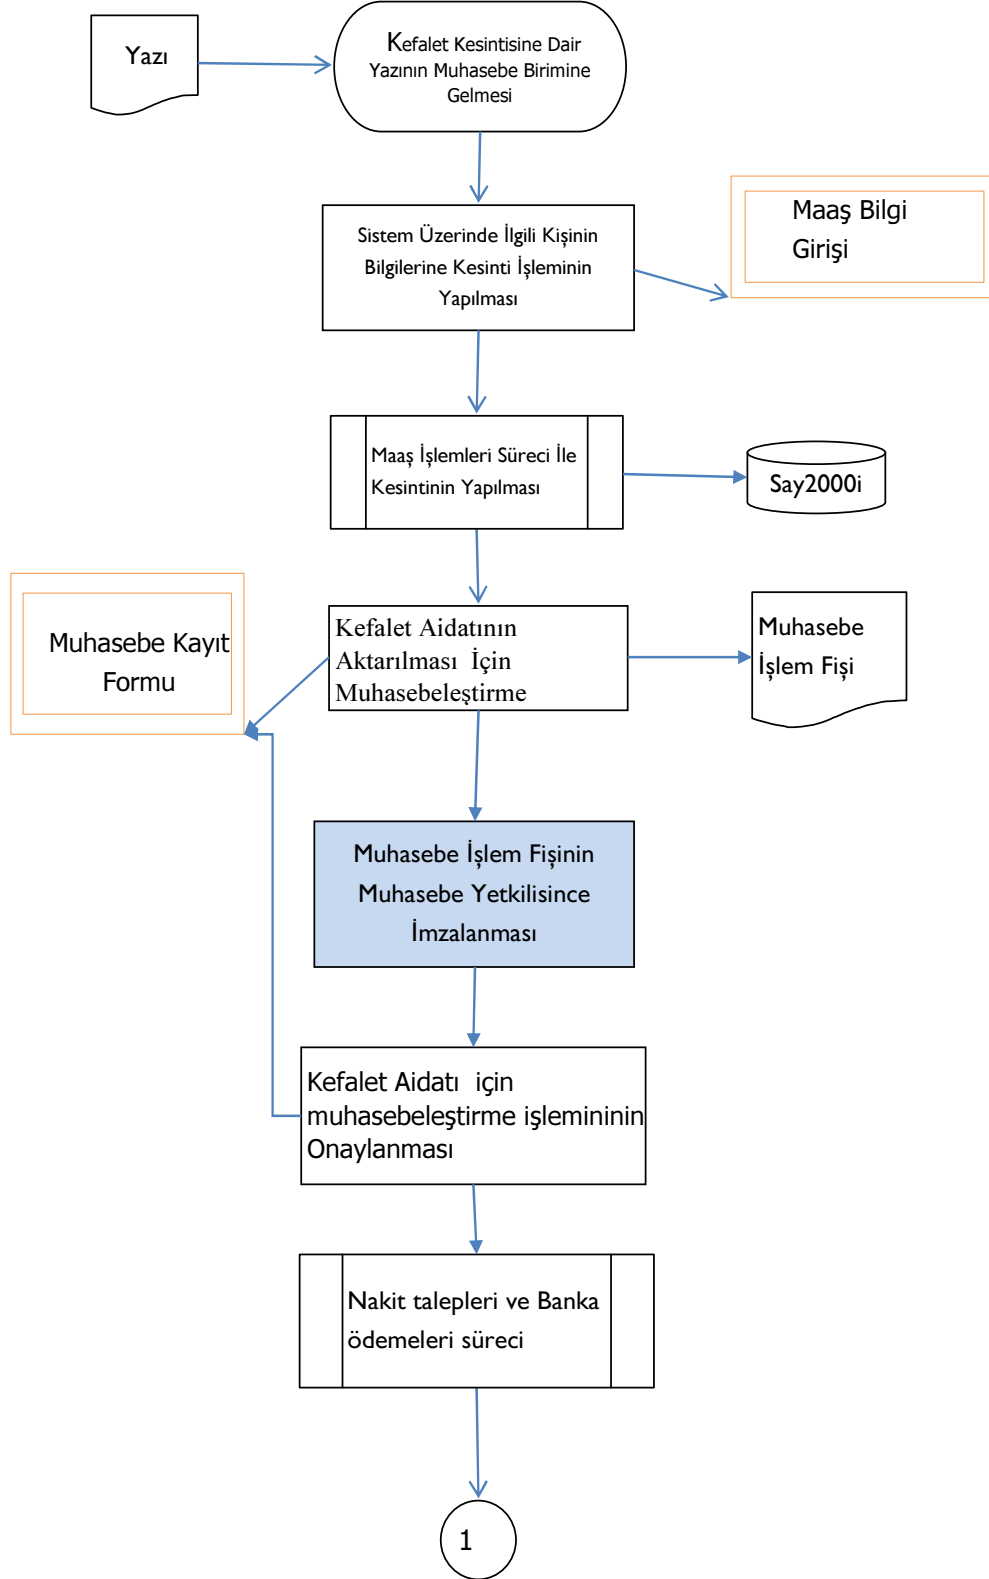 Yazı
Kefalet Kesintisine Dair
Yazının Muhasebe Birimine
Gelmesi
Sistem Üzerinde İlgili Kişinin
Bilgilerine Kesinti İşleminin
Yapılması
Maaş Bilgi
Girişi
Maaş İşlemleri Süreci İle
Kesintinin Yapılması
Say2000i
Muhasebe Kayıt
Formu
Kefalet Aidatının
Aktarılması İçin
Muhasebeleştirme
Muhasebe
İşlem Fişi
Muhasebe İşlem Fişinin
Muhasebe Yetkilisince
İmzalanması
Kefalet Aidatı için
muhasebeleştirme işlemininin
Onaylanması
Nakit talepleri ve Banka
ödemeleri süreci
1